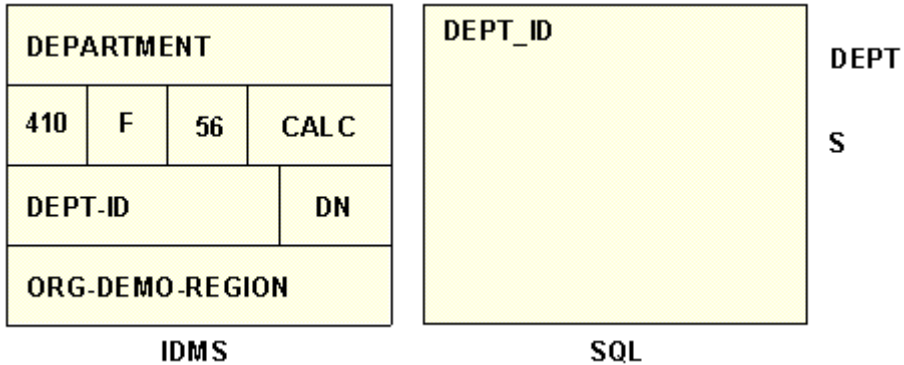 DEPARTMENT
410 F 56 CALC
DEPT-ID DN
ORG-DEMO-REGION
IDMS
DEPT_ID
DEPT
S
SQL